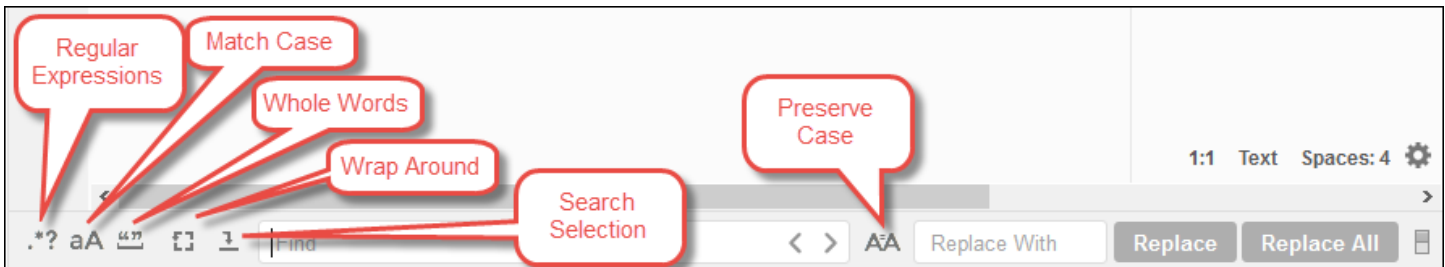 Regular
Expressions
Match Case
Whole Words
Wrap Around
Search
Selection
Preserve
Case
1:1 Text Spaces: 4
.*? aA “” Find AA Replace With Replace Replace All